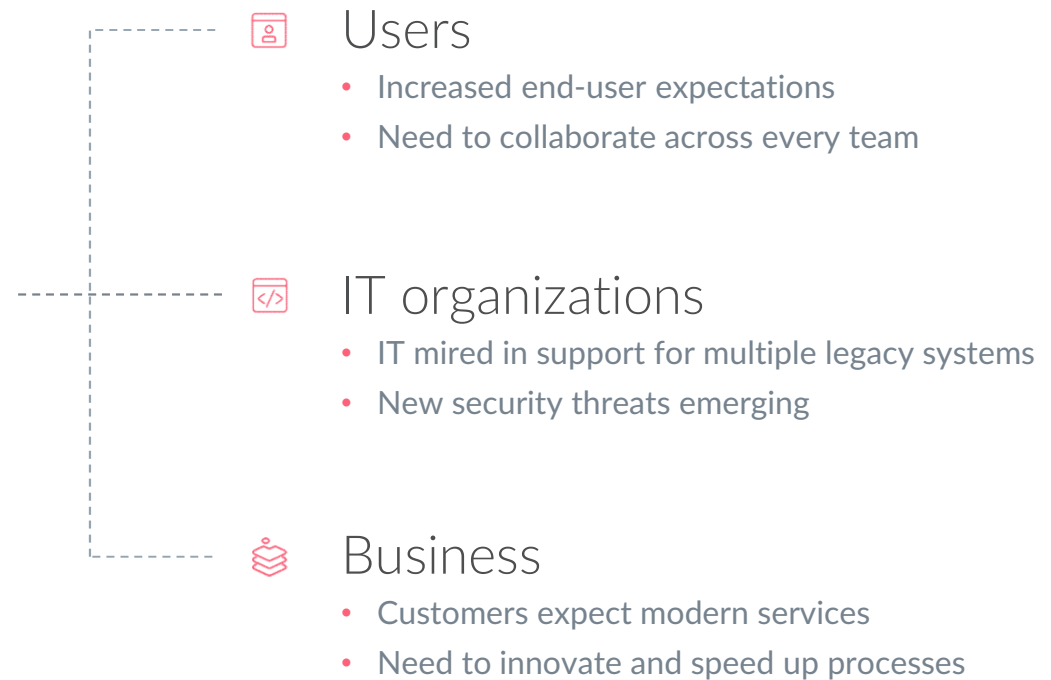 Users
• Increased end-user expectations
• Need to collaborate across every team
IT organizations
• IT mired in support for multiple legacy systems
• New security threats emerging
Business
• Customers expect modern services
• Need to innovate and speed up processes